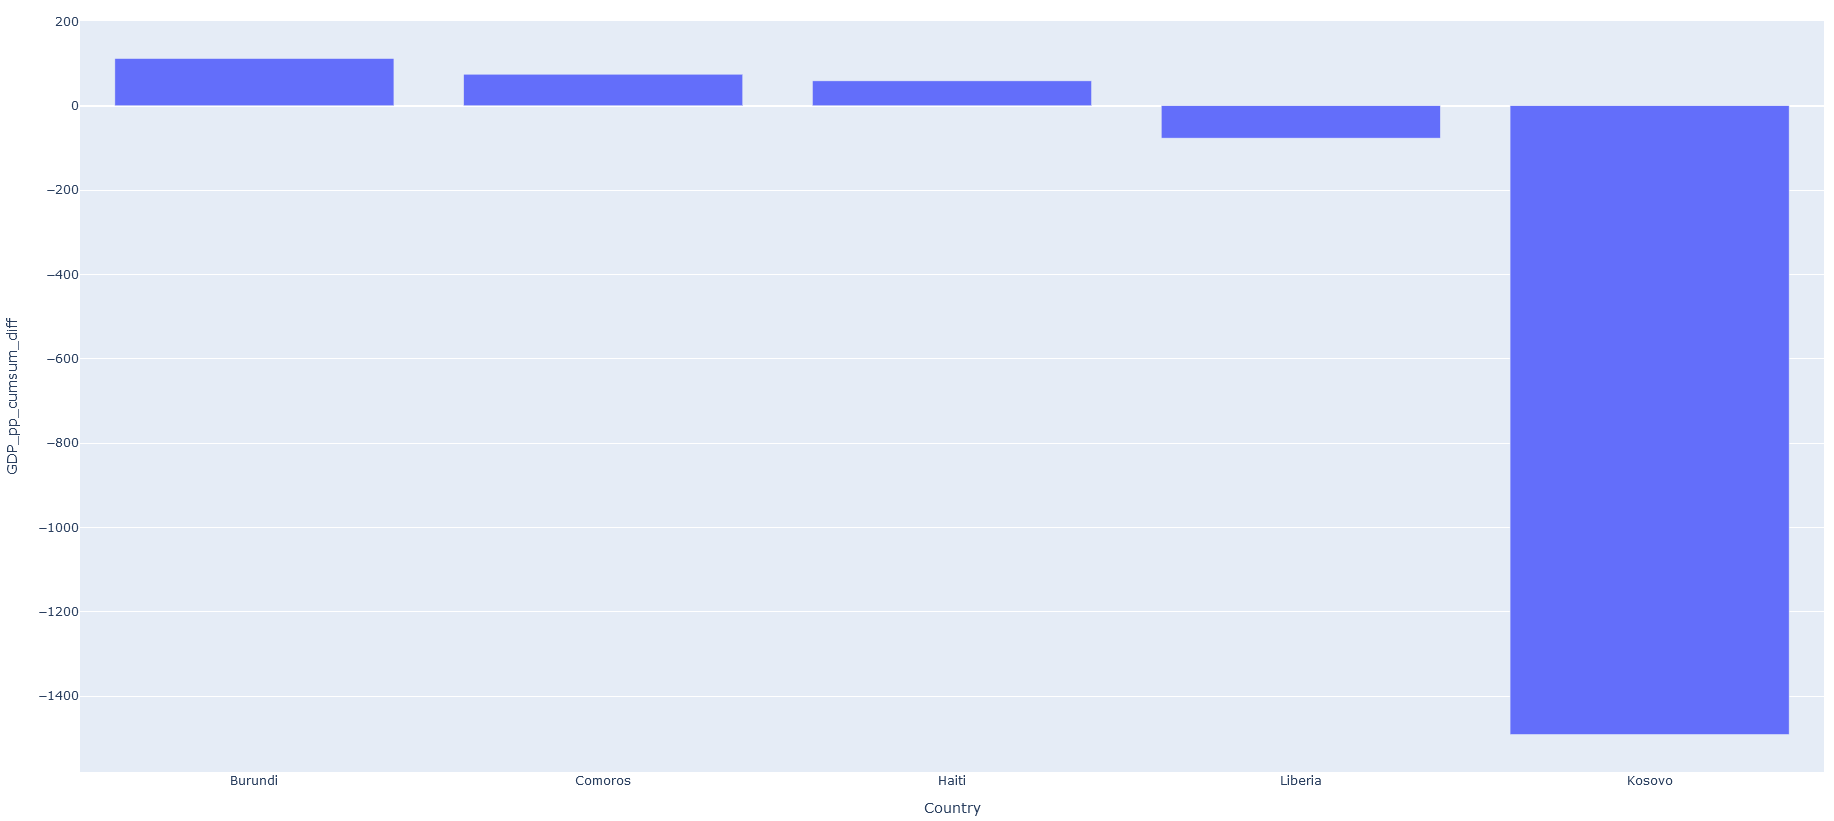 200
0
−200
−400
−600
−800
−1000
−1200
−1400
GDP_pp_cumsum_diff
Burundi
Comoros
Haiti
Liberia
Kosovo
Country